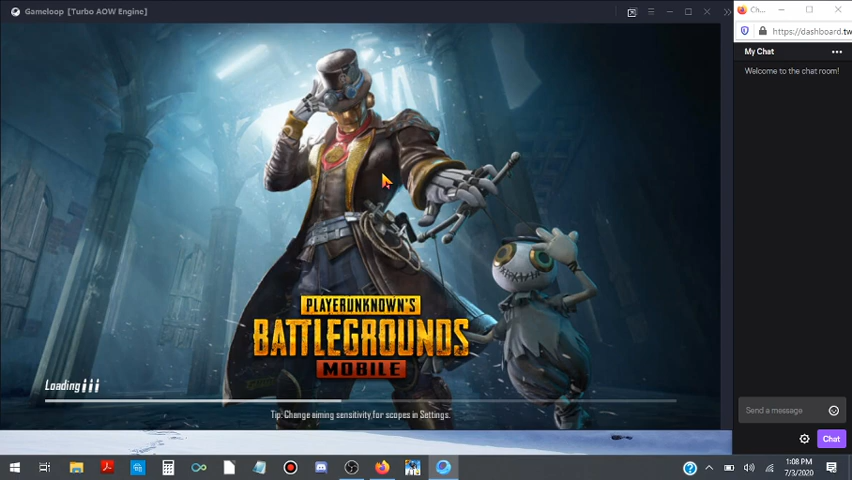 Gameloop [Turbo AOW Engine]
PLAYERUNKNOWN'S
BATTLEGROUNDS
MOBILE
Loading
Tip: Change aiming sensitivity for scopes in Settings.
Ch...
https://dashboard.tw
My Chat
Welcome to the chat room!
Send a message
Chat
1:08 PM
7/3/2020